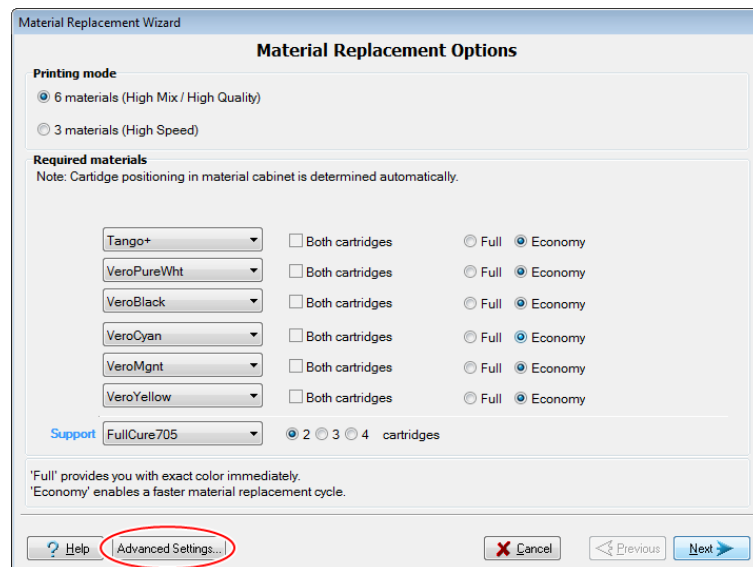 Material Replacement Wizard
Material Replacement Options
Printing mode
6 materials (High Mix / High Quality)
3 materials (High Speed)
Required materials
Note: Cartidge positioning in material cabinet is determined automatically.
Tango+ Both cartridges Full Economy
VeroPureWht Both cartridges Full Economy
VeroBlack Both cartridges Full Economy
VeroCyan Both cartridges Full Economy
VeroMgnt Both cartridges Full Economy
VeroYellow Both cartridges Full Economy
Support FullCure705 2 3 4 cartridges
'Full' provides you with exact color immediately.
'Economy' enables a faster material replacement cycle.
? Help Advanced Settings... Cancel Previous Next